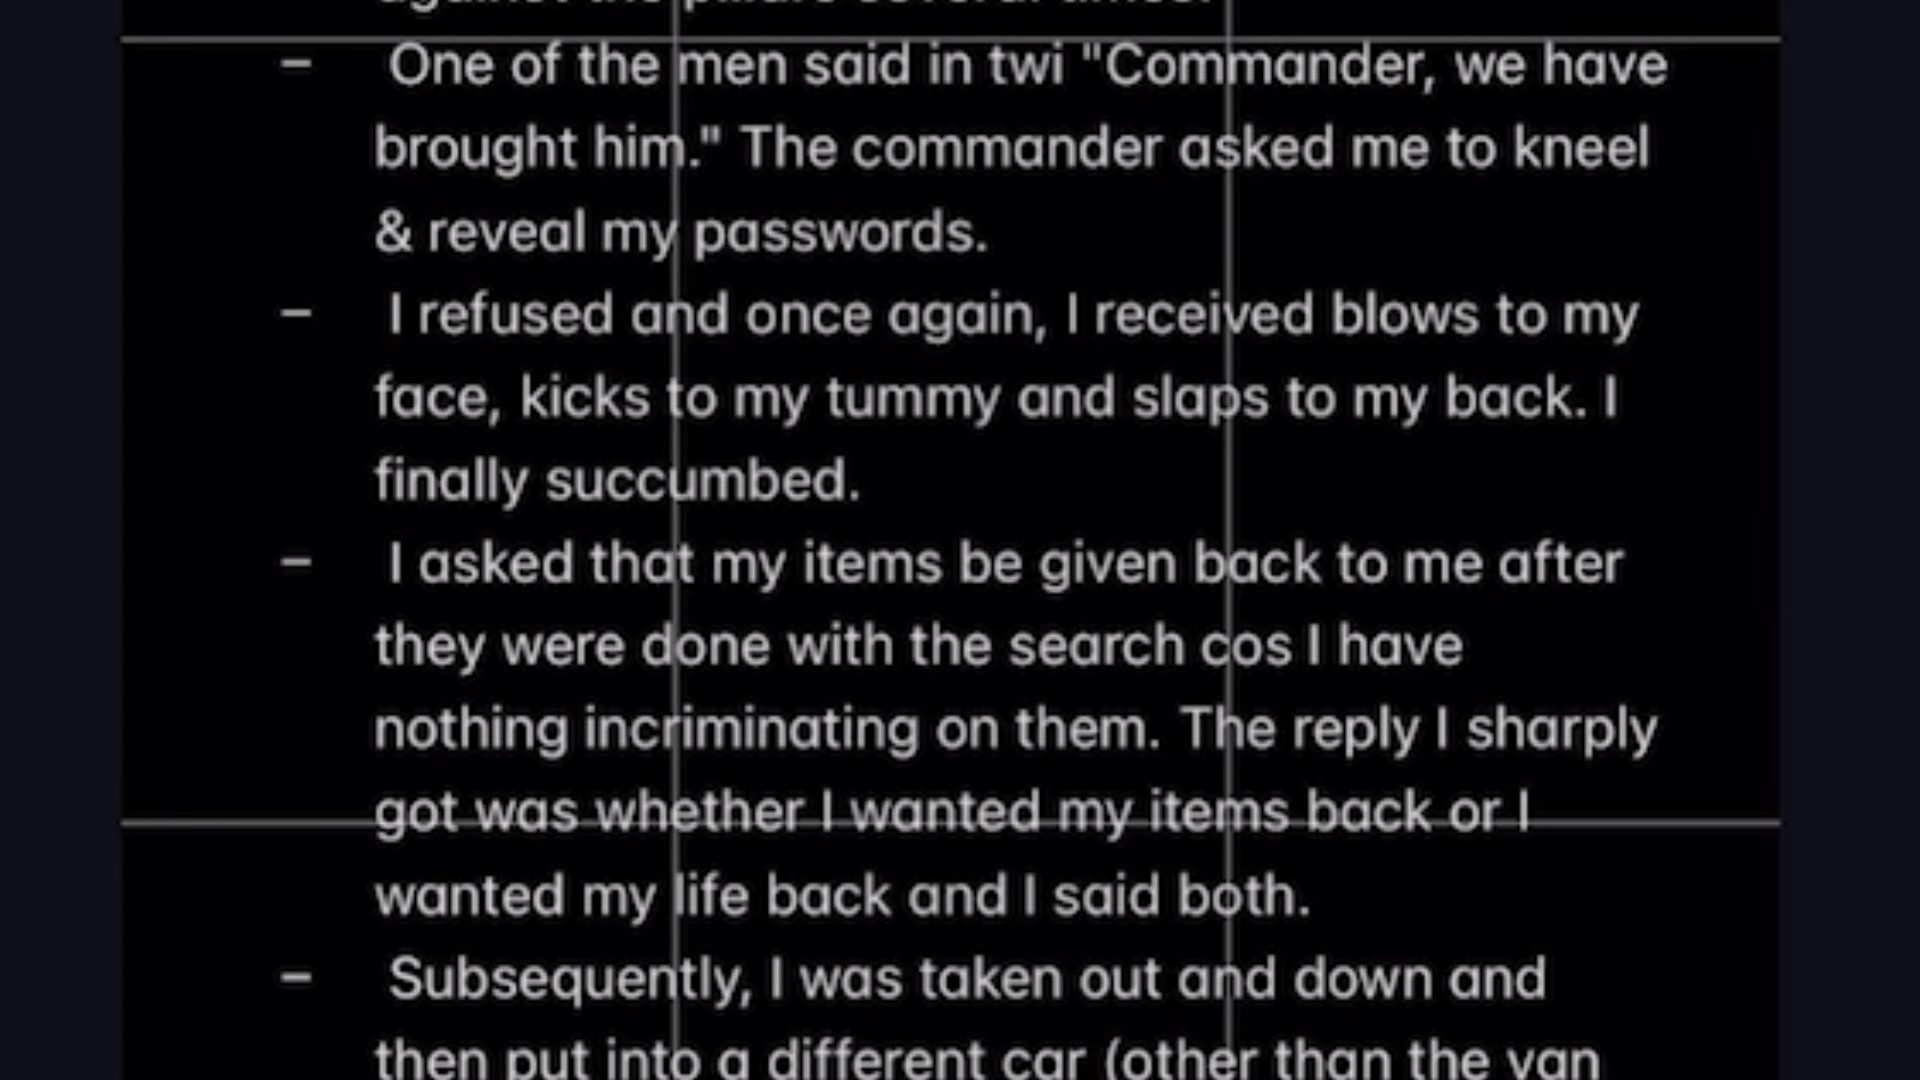 against the pillars several times.
– One of the men said in twi "Commander, we have
brought him." The commander asked me to kneel
& reveal my passwords.
– I refused and once again, I received blows to my
face, kicks to my tummy and slaps to my back. I
finally succumbed.
– I asked that my items be given back to me after
they were done with the search cos I have
nothing incriminating on them. The reply I sharply
got was whether I wanted my items back or I
wanted my life back and I said both.
– Subsequently, I was taken out and down and
then put into a different car (other than the van